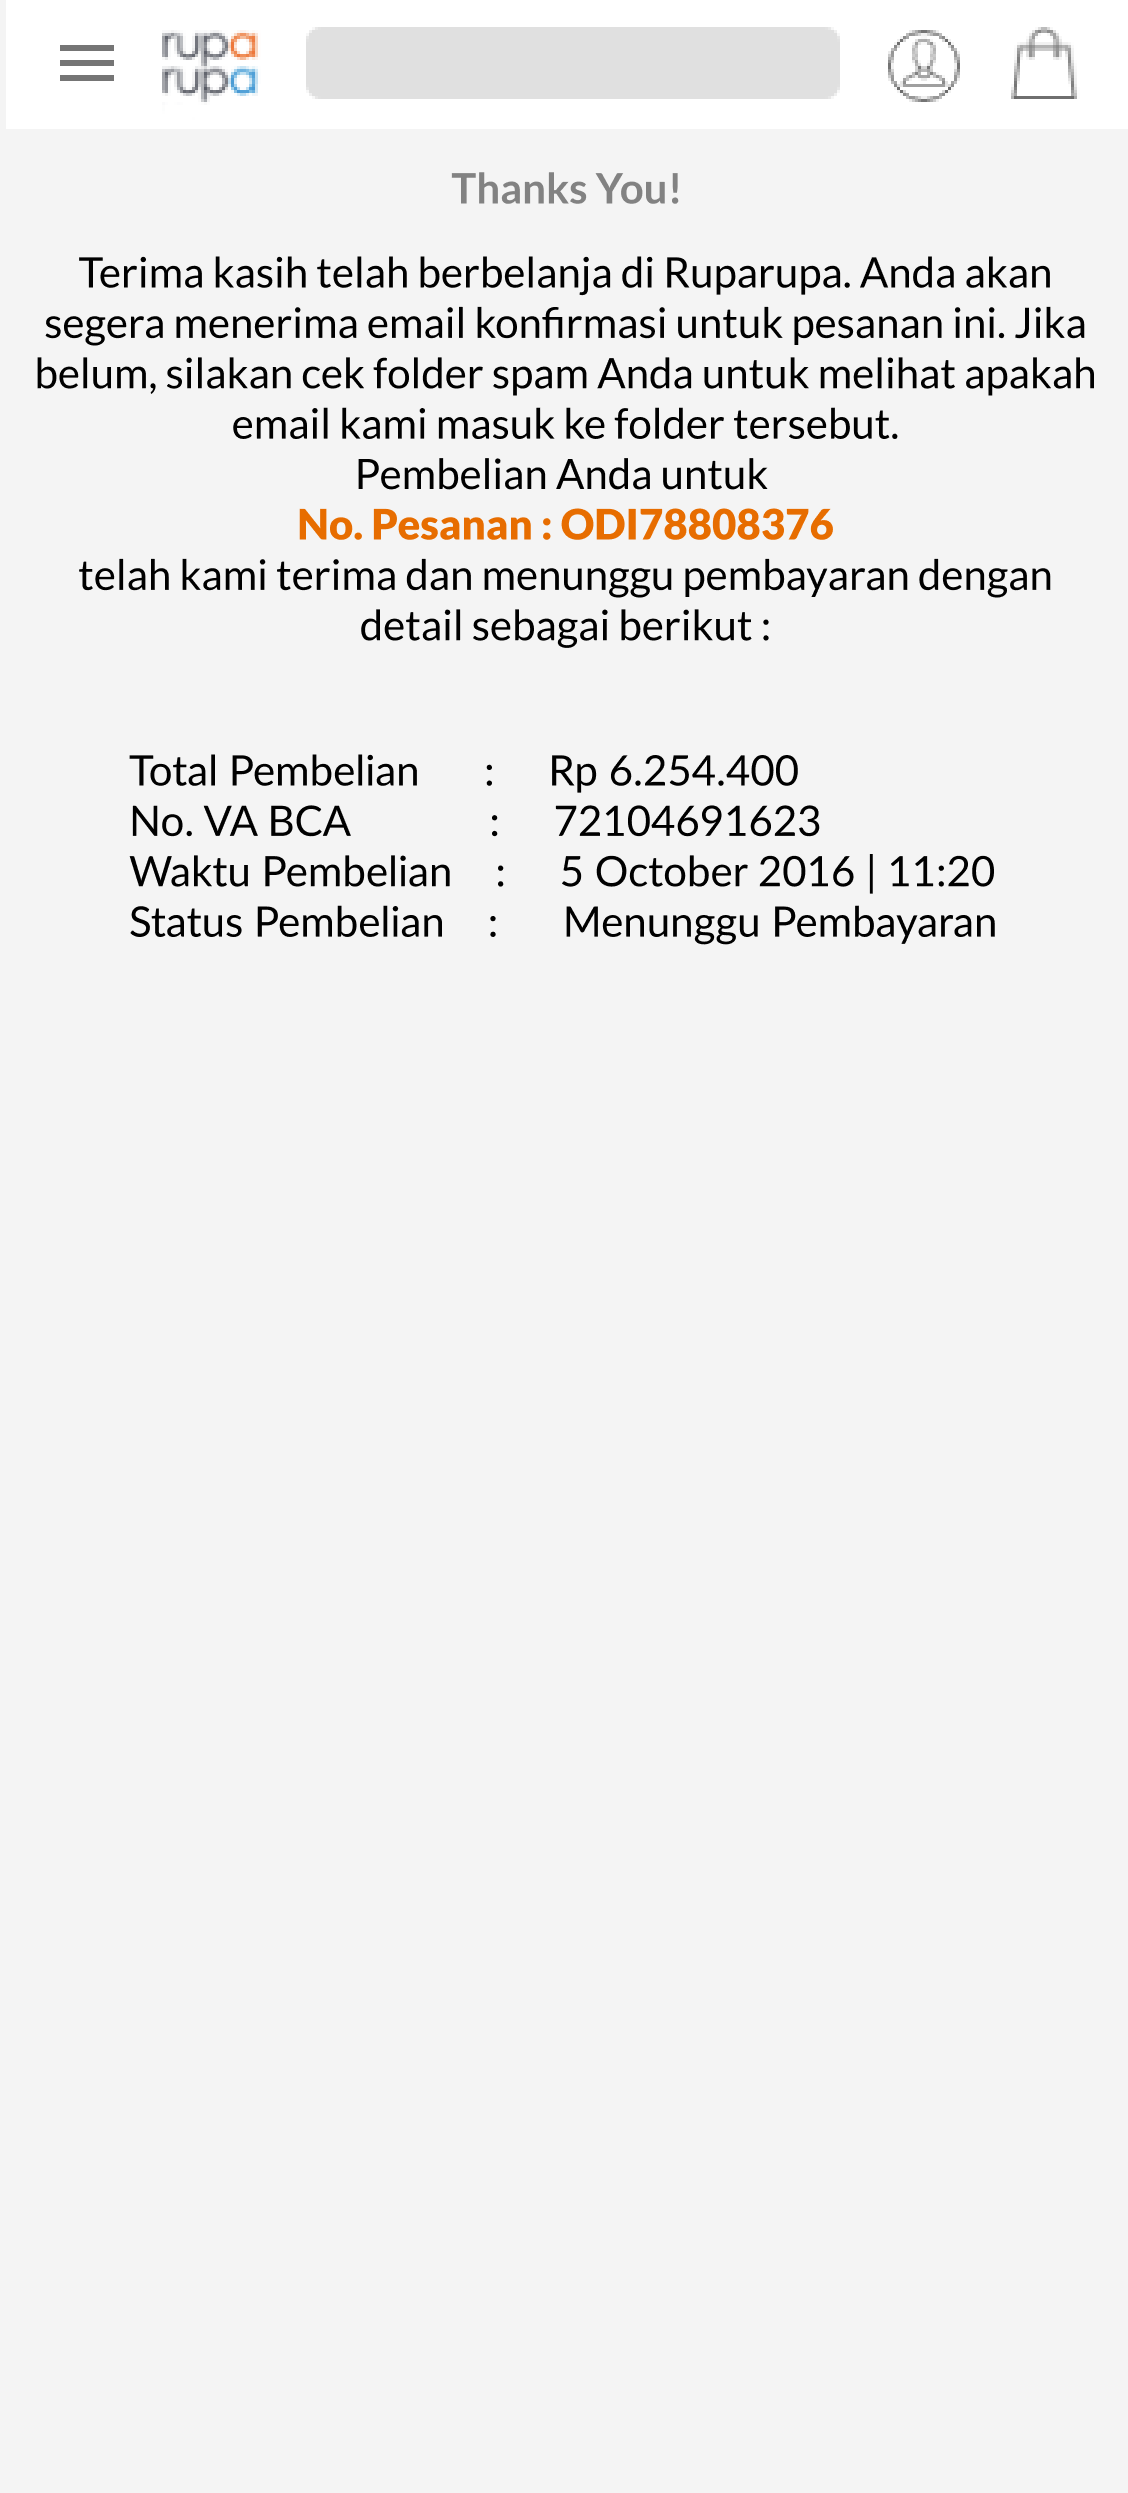 rupa
rupa
Thanks You!
Terima kasih telah berbelanja di Ruparupa. Anda akan
segera menerima email konfirmasi untuk pesanan ini. Jika
belum, silakan cek folder spam Anda untuk melihat apakah
email kami masuk ke folder tersebut.
Pembelian Anda untuk
No. Pesanan : ODI78808376
telah kami terima dan menunggu pembayaran dengan
detail sebagai berikut :
Total Pembelian : Rp 6.254.400
No. VA BCA : 72104691623
Waktu Pembelian : 5 October 2016 | 11:20
Status Pembelian : Menunggu Pembayaran